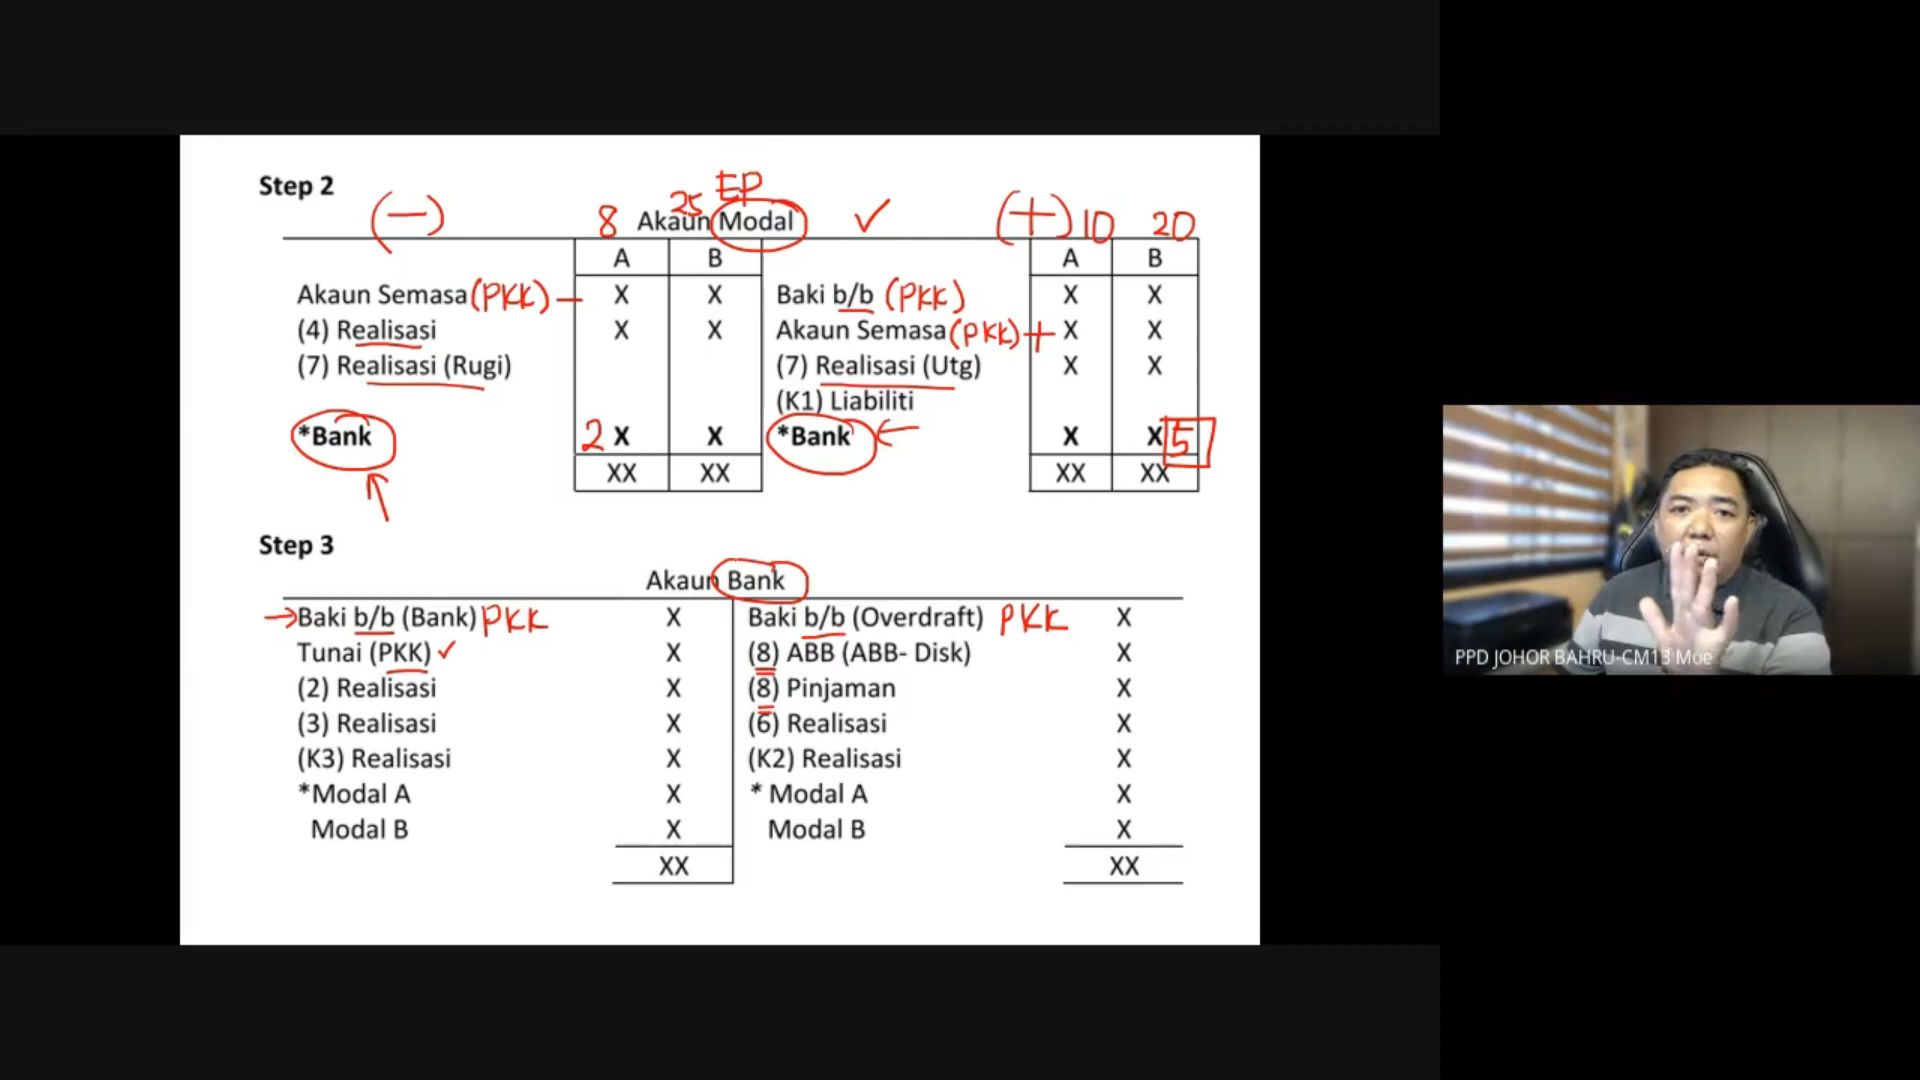 Step 2
EP
(—) 8 25 Akaun Modal ✓ (+) 10 20
A B A B
Akaun Semasa (PKK) — X X Baki b/b (PKK) X X
(4) Realisasi X X Akaun Semasa (PKK) + X X
(7) Realisasi (Rugi) (7) Realisasi (Utg) X X
(K1) Liabiliti
*Bank 2 X X *Bank ← X X 5
XX XX XX XX
Step 3
Akaun Bank
→ Baki b/b (Bank) PKK X Baki b/b (Overdraft) PKK X
Tunai (PKK) ✓ X (8) ABB (ABB- Disk) X
(2) Realisasi X (8) Pinjaman X
(3) Realisasi X (6) Realisasi X
(K3) Realisasi X (K2) Realisasi X
*Modal A X * Modal A X
Modal B X Modal B X
XX XX
PPD JOHOR BAHRU-CM13 Moe